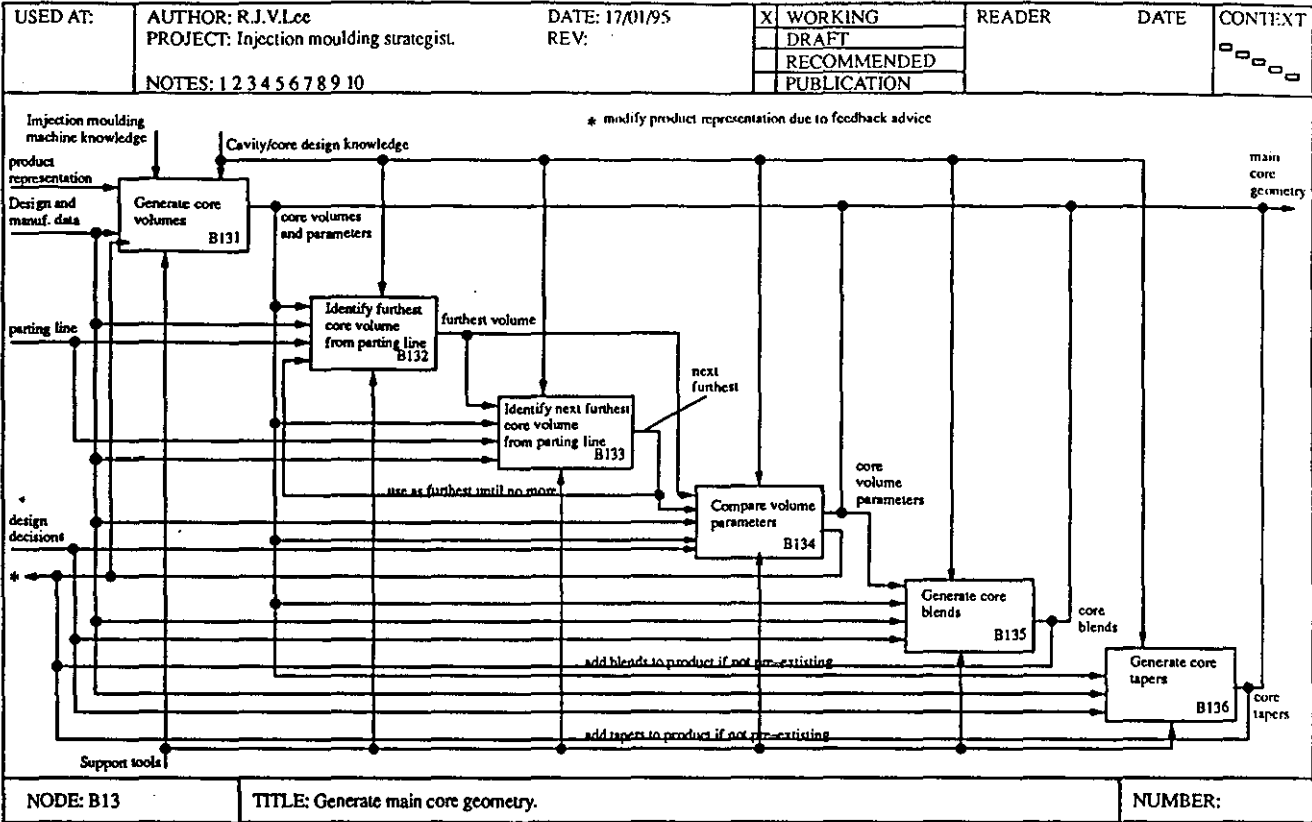 USED AT:
AUTHOR: R.J.V.Lee
DATE: 17/01/95
X WORKING
READER
DATE
CONTEXT
PROJECT: Injection moulding strategist.
REV:
DRAFT
RECOMMENDED
NOTES: 1 2 3 4 5 6 7 8 9 10
PUBLICATION
Imjection moulding
machine knowledge
* modify product representation due to feedback advice
Cavity/core design knowledge
product
representation
main
core
geometry
Design and
manuf. data
Generate core
volumes
B131
core volumes
and parameters
Identify furthest
core volume
from parting line
B132
furthest volume
parting line
next
furthest
Identify next furthest
core volume
from parting line
B133
use as furthest until no more
core
volume
parameters
Compare volume
parameters
B134
*
design
decisions
*
Generate core
blends
B135
core
blends
add blends to product if not pre-extisting
Generate core
tapers
B136
core
tapers
add tapers to product if not pre-extisting
Support tools
NODE: B13
TITLE: Generate main core geometry.
NUMBER: